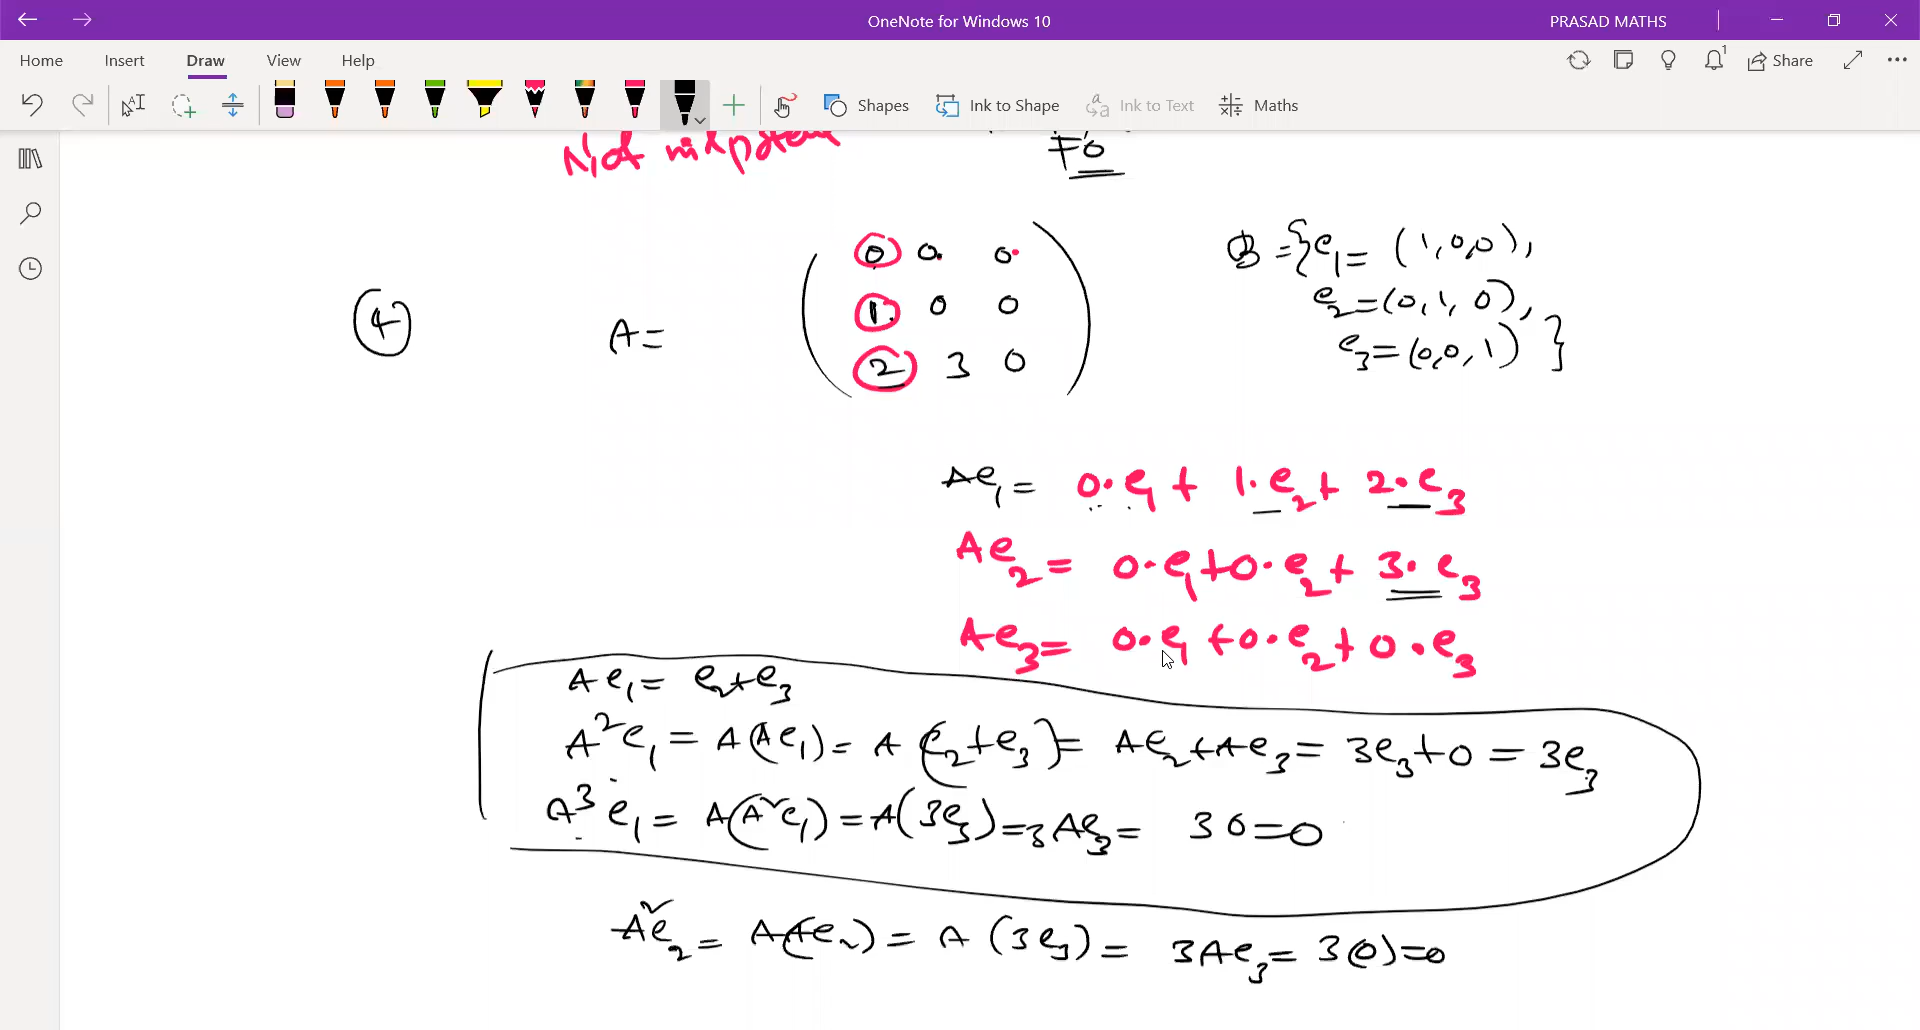 OneNote for Windows 10
PRASAD MATHS
Home Insert Draw View Help
1
Share
Shapes Ink to Shape Ink to Text Maths
Not nilpotent
≠0
④ A= ( 0 0 0
1 0 0
2 3 0 )
B={e₁= (1,0,0),
e₂=(0,1,0),
e₃=(0,0,1) }
Ae₁= 0·e₁+ 1·e₂+ 2·e₃
Ae₂= 0·e₁+0·e₂+ 3·e₃
Ae₃= 0·e₁+0·e₂+0·e₃
Ae₁= e₂+e₃
A²e₁= A(Ae₁)= A(e₂+e₃)= Ae₂+Ae₃= 3e₃+0=3e₃
A³e₁= A(A²e₁)=A(3e₃)=3Ae₃= 3 0=0
A²e₂= A(Ae₂)= A(3e₃)= 3Ae₃= 3(0)=0